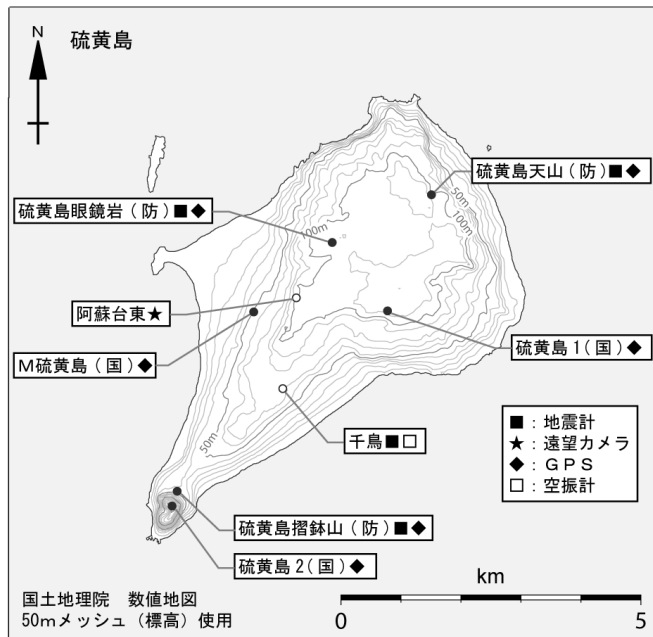 N
硫黄島
硫黄島天山(防)■◆
50m
100m
硫黄島眼鏡岩(防)■◆
100m
阿蘇台東★
M硫黄島(国)◆
硫黄島1(国)◆
50m
千鳥■□
■:地震計
★:遠望カメラ
◆:GPS
□:空振計
硫黄島摺鉢山(防)■◆
硫黄島2(国)◆
国土地理院 数値地図
50mメッシュ(標高)使用
km
0 5